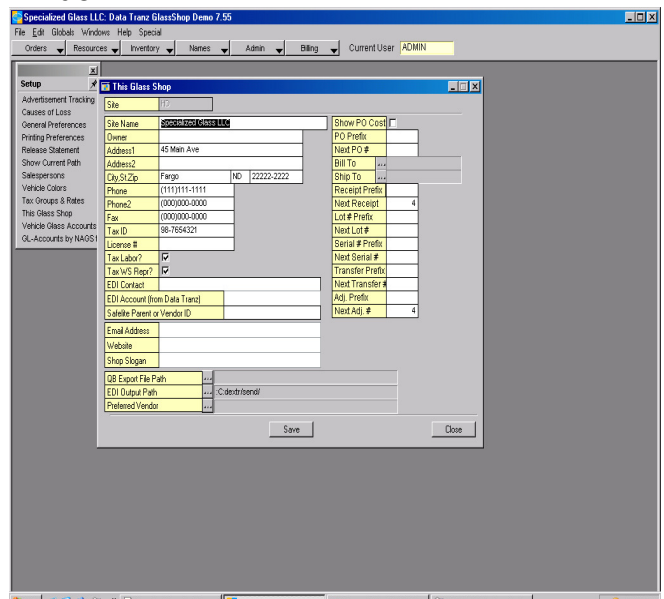 Specialized Glass LLC: Data Tranz GlassShop Demo 7.55
File Edit Globals Windows Help Special
Orders Resources Inventory Names Admin Billing Current User ADMIN
Setup
Advertisement Tracking
Causes of Loss
General Preferences
Printing Preferences
Release Statement
Show Current Path
Salespersons
Vehicle Colors
Tax Groups & Rates
This Glass Shop
Vehicle Glass Accounts
GL-Accounts by NAGS
This Glass Shop
Site
Site Name Specialized Glass LLC
Owner
Address1 45 Main Ave
Address2
City,St,Zip Fargo ND 22222-2222
Phone (111)111-1111
Phone2 (000)000-0000
Fax (000)000-0000
Tax ID 98-7654321
License #
Tax Labor?
Tax WS Repr?
EDI Contact
EDI Account (from Data Tranz)
Satelite Parent or Vendor ID
Email Address
Website
Shop Slogan
QB Export File Path ...
EDI Output Path ... :C:dextr/send/
Preferred Vendor ...
Show PO Cost
PO Prefix
Next PO #
Bill To ...
Ship To ...
Receipt Prefix
Next Receipt 4
Lot # Prefix
Next Lot #
Serial # Prefix
Next Serial #
Transfer Prefix
Next Transfer #
Adj. Prefix
Next Adj. # 4
Save Close